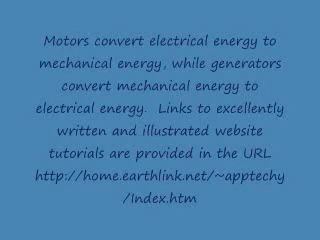 Motors convert electrical energy to
mechanical energy, while generators
convert mechanical energy to
electrical energy.  Links to excellently
written and illustrated website
tutorials are provided in the URL
http://home.earthlink.net/~apptechy
/Index.htm